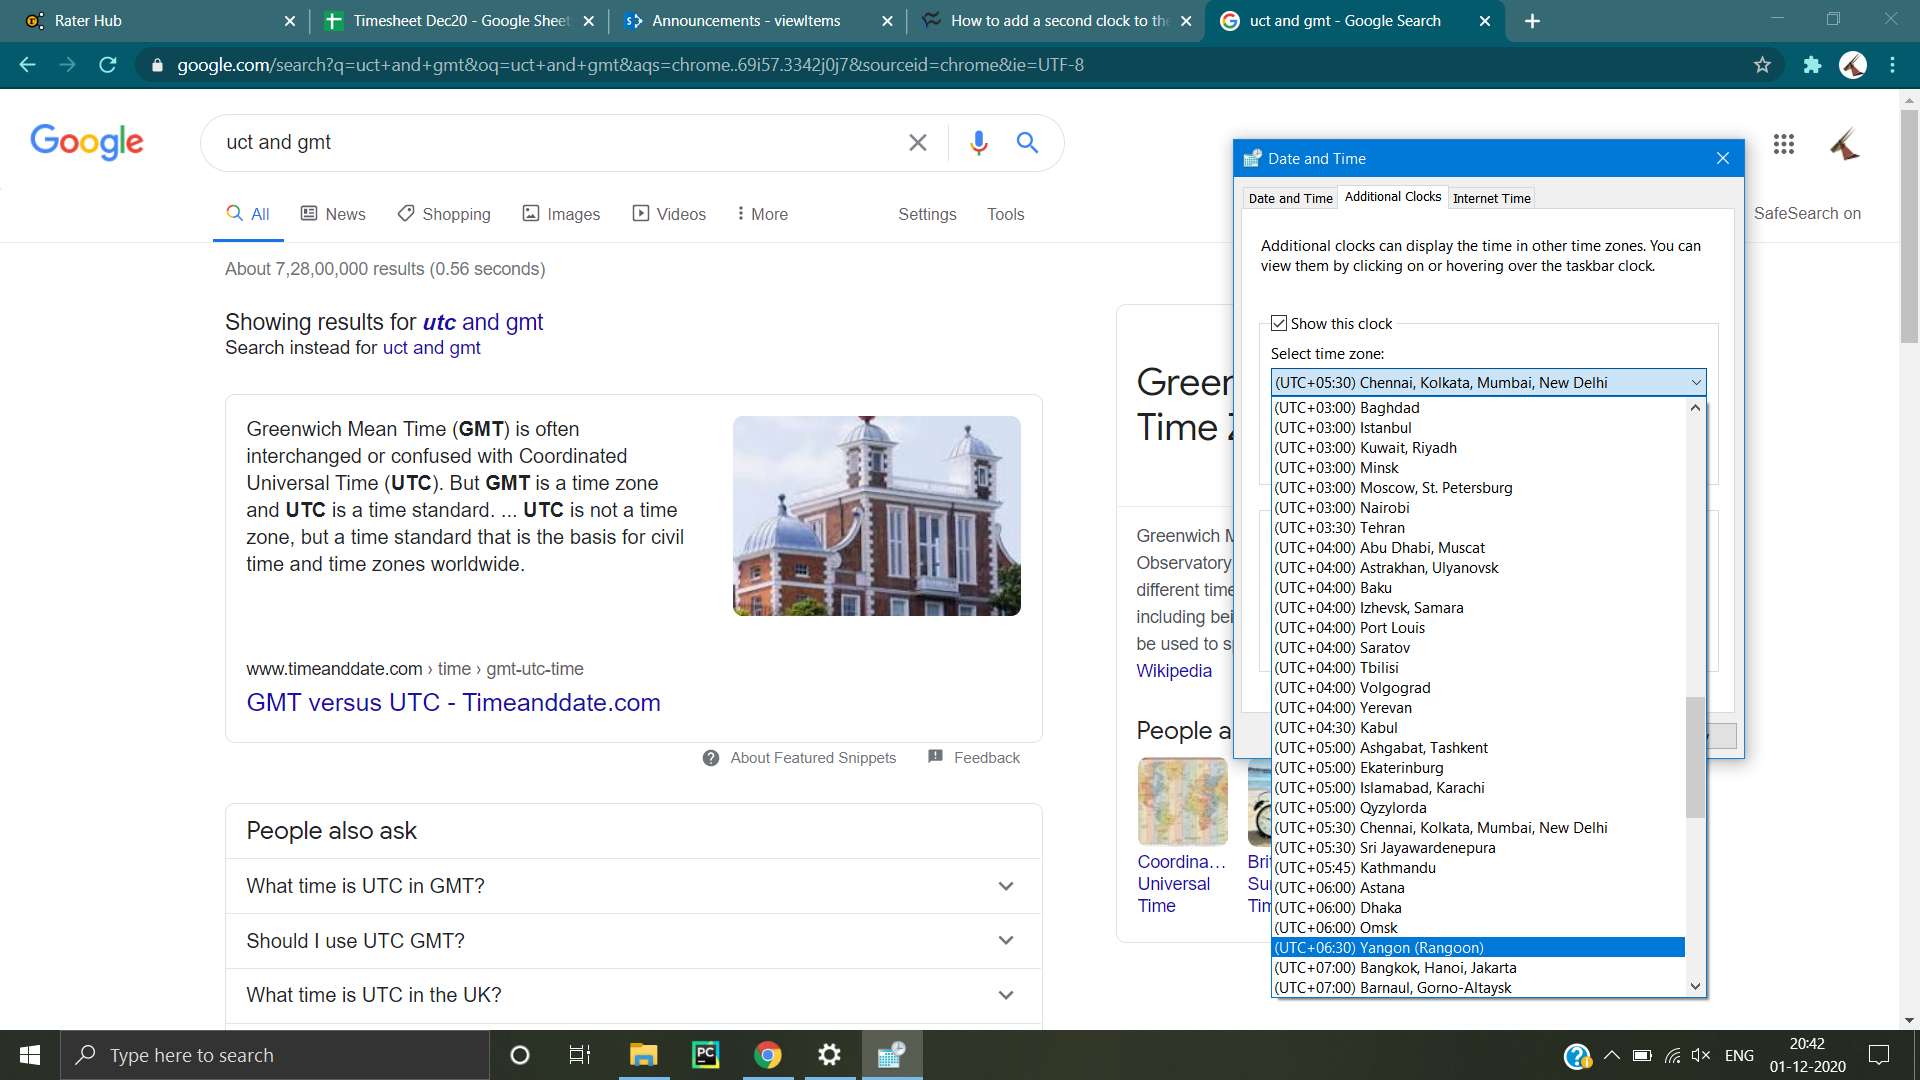 Rater Hub
Timesheet Dec20 - Google Sheet
Announcements - viewItems
How to add a second clock to the
uct and gmt - Google Search
google.com/search?q=uct+and+gmt&oq=uct+and+gmt&aqs=chrome..69i57.3342j0j7&sourceid=chrome&ie=UTF-8
Google
uct and gmt
All
News
Shopping
Images
Videos
More
Settings
Tools
SafeSearch on
About 7,28,00,000 results (0.56 seconds)
Showing results for utc and gmt
Search instead for uct and gmt
Greenwich Mean Time (GMT) is often
interchanged or confused with Coordinated
Universal Time (UTC). But GMT is a time zone
and UTC is a time standard. ... UTC is not a time
zone, but a time standard that is the basis for civil
time and time zones worldwide.
www.timeanddate.com › time › gmt-utc-time
GMT versus UTC - Timeanddate.com
About Featured Snippets
Feedback
People also ask
What time is UTC in GMT?
Should I use UTC GMT?
What time is UTC in the UK?
Green
Time
Greenwich M
Observatory
different time
including bei
be used to s
Wikipedia
People a
Coordina...
Universal
Time
Bri
Su
Tim
Date and Time
Date and Time
Additional Clocks
Internet Time
Additional clocks can display the time in other time zones. You can
view them by clicking on or hovering over the taskbar clock.
Show this clock
Select time zone:
(UTC+05:30) Chennai, Kolkata, Mumbai, New Delhi
(UTC+03:00) Baghdad
(UTC+03:00) Istanbul
(UTC+03:00) Kuwait, Riyadh
(UTC+03:00) Minsk
(UTC+03:00) Moscow, St. Petersburg
(UTC+03:00) Nairobi
(UTC+03:30) Tehran
(UTC+04:00) Abu Dhabi, Muscat
(UTC+04:00) Astrakhan, Ulyanovsk
(UTC+04:00) Baku
(UTC+04:00) Izhevsk, Samara
(UTC+04:00) Port Louis
(UTC+04:00) Saratov
(UTC+04:00) Tbilisi
(UTC+04:00) Volgograd
(UTC+04:00) Yerevan
(UTC+04:30) Kabul
(UTC+05:00) Ashgabat, Tashkent
(UTC+05:00) Ekaterinburg
(UTC+05:00) Islamabad, Karachi
(UTC+05:00) Qyzylorda
(UTC+05:30) Chennai, Kolkata, Mumbai, New Delhi
(UTC+05:30) Sri Jayawardenepura
(UTC+05:45) Kathmandu
(UTC+06:00) Astana
(UTC+06:00) Dhaka
(UTC+06:00) Omsk
(UTC+06:30) Yangon (Rangoon)
(UTC+07:00) Bangkok, Hanoi, Jakarta
(UTC+07:00) Barnaul, Gorno-Altaysk
Type here to search
PC
ENG
20:42
01-12-2020